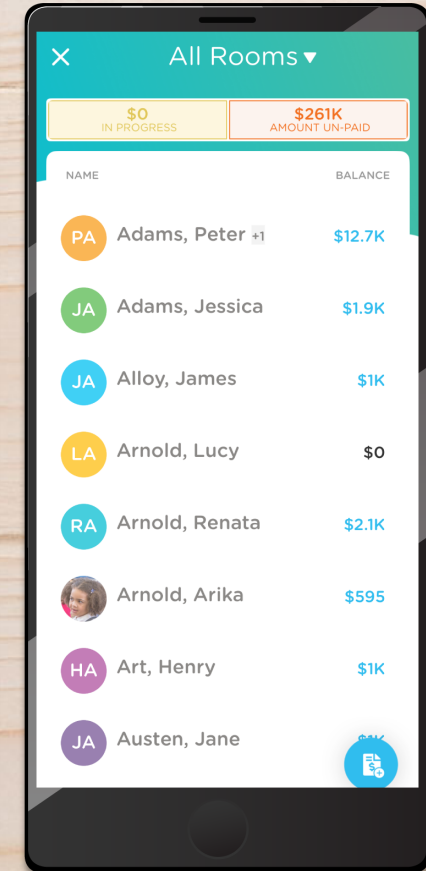 All Rooms
$0
IN PROGRESS
$261K
AMOUNT UN-PAID
NAME BALANCE
PA Adams, Peter +1 $12.7K
JA Adams, Jessica $1.9K
JA Alloy, James $1K
LA Arnold, Lucy $0
RA Arnold, Renata $2.1K
Arnold, Arika $595
HA Art, Henry $1K
JA Austen, Jane
$